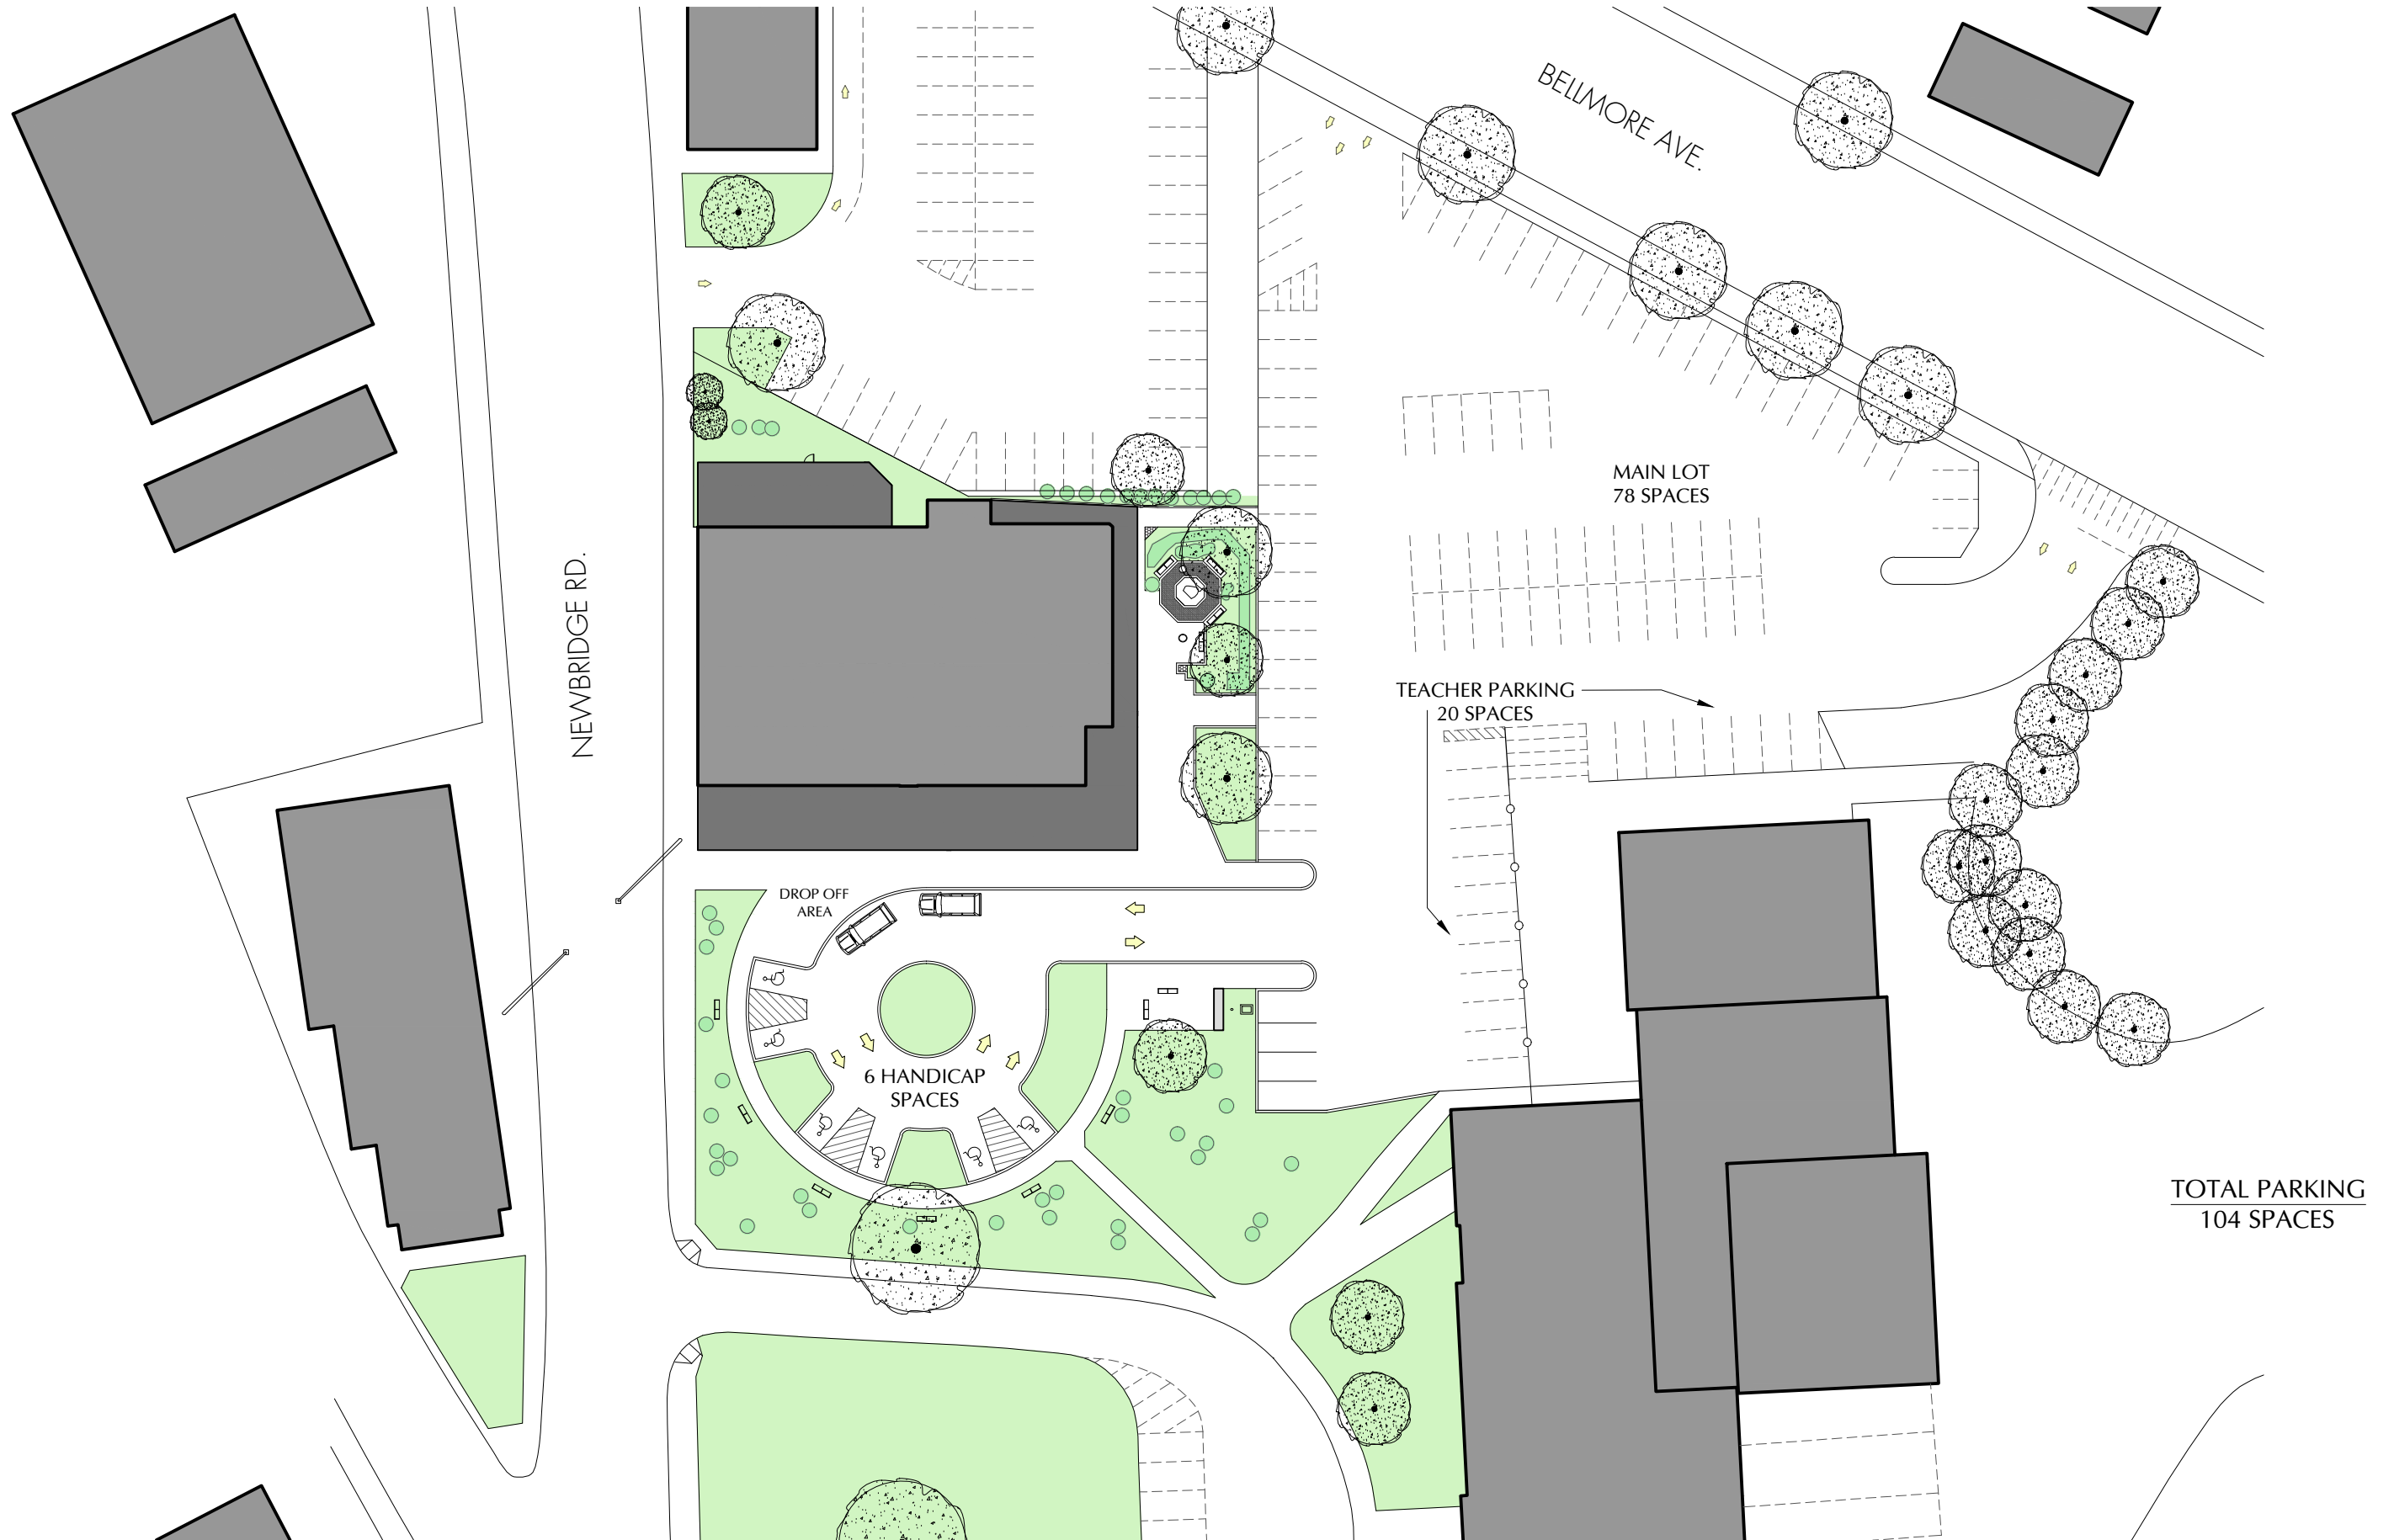 BELLMORE AVE.
MAIN LOT
78 SPACES
NEWBRIDGE RD.
TEACHER PARKING
20 SPACES
DROP OFF
AREA
6 HANDICAP
SPACES
TOTAL PARKING
104 SPACES